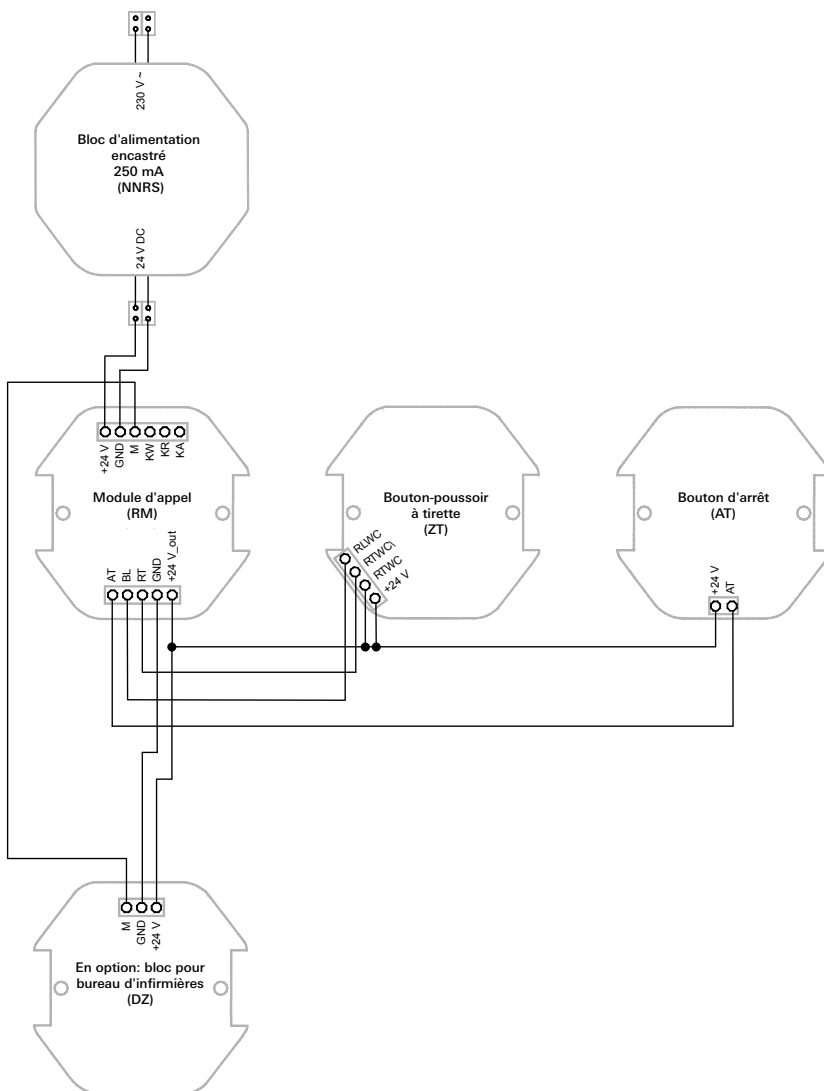 230 V ~
Bloc d'alimentation
encastré
250 mA
(NNRS)
24 V DC
+24 V
GND
M
KW
KR
KA
Module d'appel
(RM)
AT
BL
RT
GND
+24 V_out
Bouton-poussoir
à tirette
(ZT)
RLWC
RTWC\
RTWC
+24 V
Bouton d'arrêt
(AT)
+24 V
AT
M
GND
+24 V
En option: bloc pour
bureau d'infirmières
(DZ)